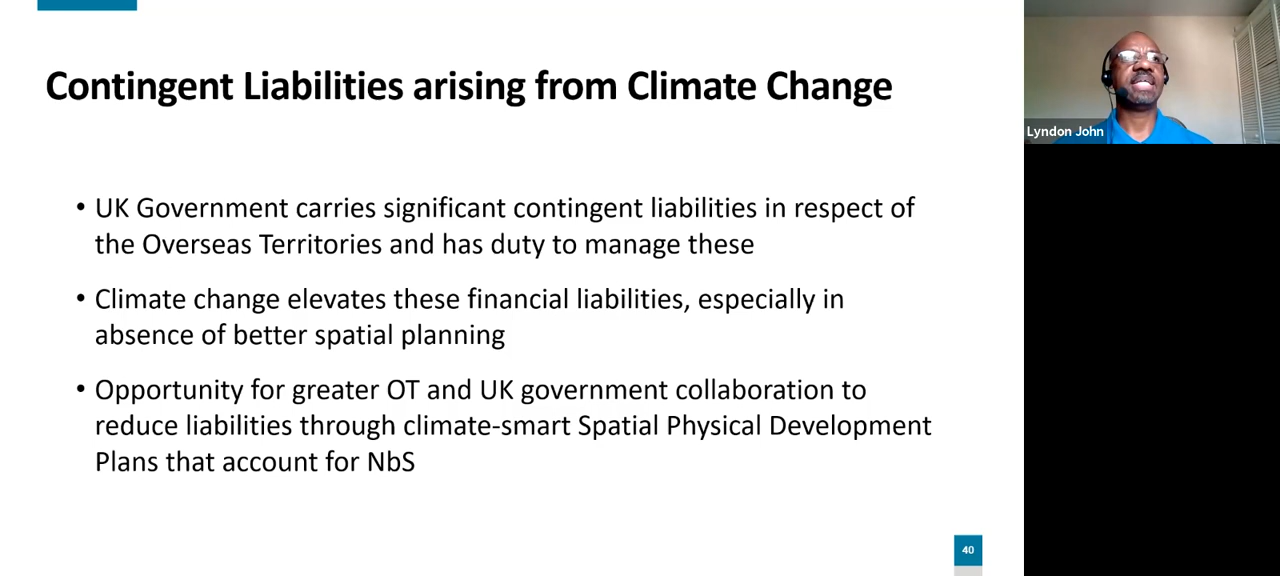 Contingent Liabilities arising from Climate Change
• UK Government carries significant contingent liabilities in respect of
the Overseas Territories and has duty to manage these
• Climate change elevates these financial liabilities, especially in
absence of better spatial planning
• Opportunity for greater OT and UK government collaboration to
reduce liabilities through climate-smart Spatial Physical Development
Plans that account for NbS
40
Lyndon John